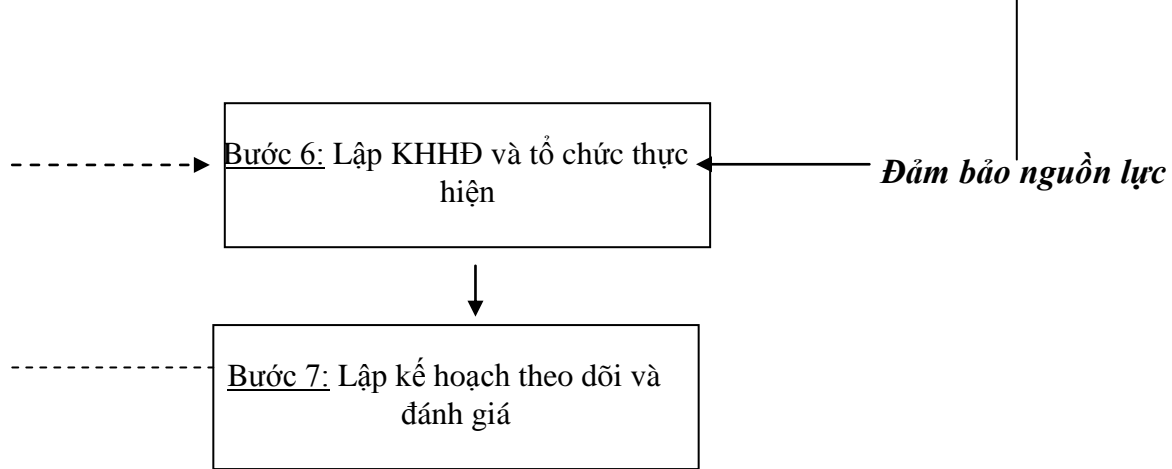 Bước 6: Lập KHHĐ và tổ chức thực
hiện
Đảm bảo nguồn lực
Bước 7: Lập kế hoạch theo dõi và
đánh giá